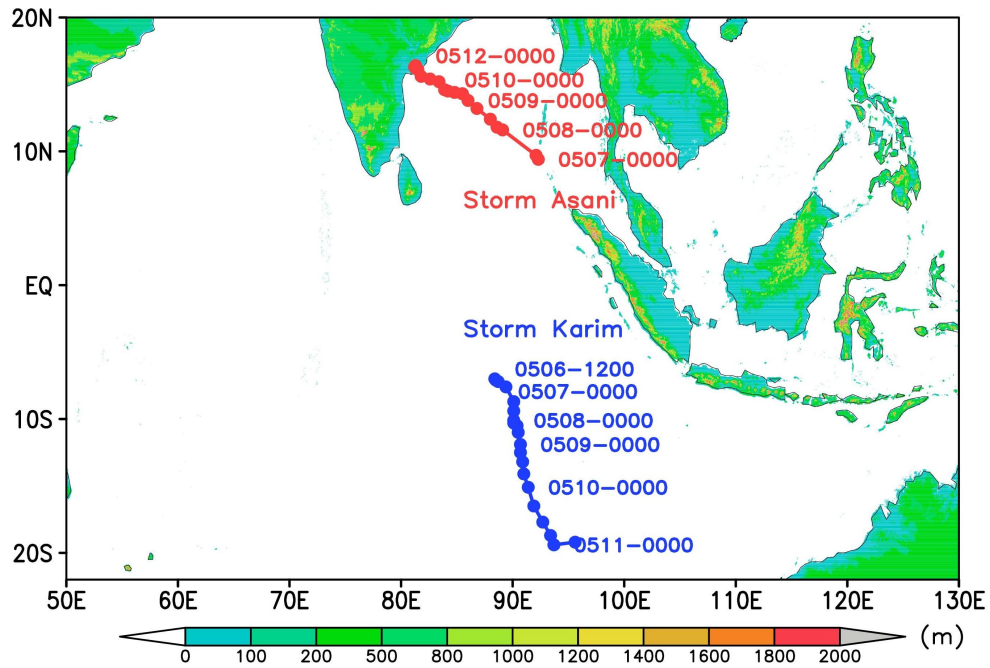 20N
0512-0000
0510-0000
0509-0000
0508-0000
10N
0507-0000
Storm Asani
EQ
Storm Karim
0506-1200
0507-0000
10S
0508-0000
0509-0000
0510-0000
0511-0000
20S
50E 60E 70E 80E 90E 100E 110E 120E 130E
(m)
0 100 200 500 800 1000 1200 1400 1600 1800 2000